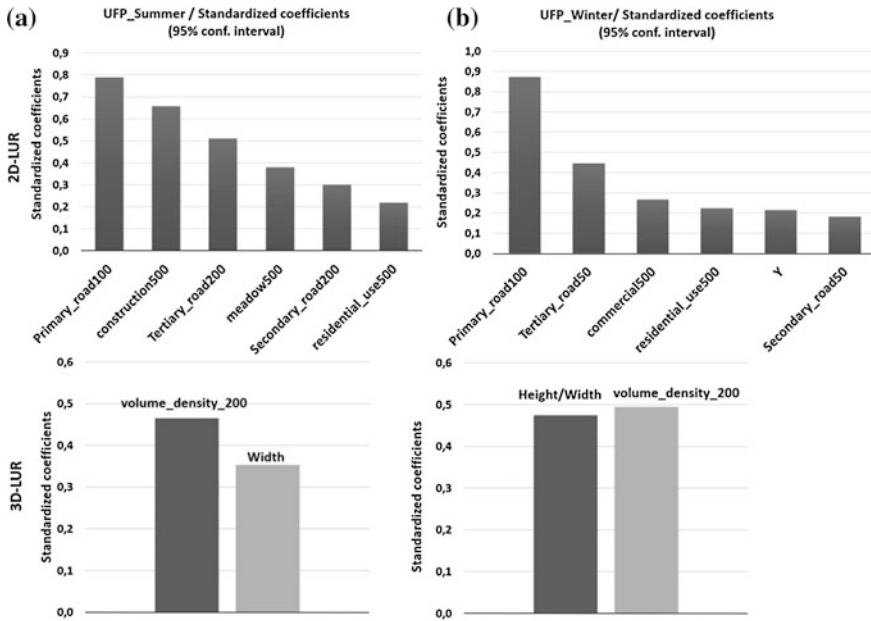 (a)
UFP_Summer / Standardized coefficients
(95% conf. interval)
2D-LUR
Standardized coefficients
0,9
0,8
0,7
0,6
0,5
0,4
0,3
0,2
0,1
0,0
Primary_road100
construction500
Tertiary_road200
meadow500
Secondary_road200
residential_use500
(b)
UFP_Winter/ Standardized coefficients
(95% conf. interval)
Standardized coefficients
1,0
0,9
0,8
0,7
0,6
0,5
0,4
0,3
0,2
0,1
0,0
Primary_road100
Tertiary_road50
commercial500
residential_use500
Y
Secondary_road50
3D-LUR
Standardized coefficients
0,6
0,5
0,4
0,3
0,2
0,1
0,0
volume_density_200
Width
Standardized coefficients
0,6
0,5
0,4
0,3
0,2
0,1
0,0
Height/Width
volume_density_200